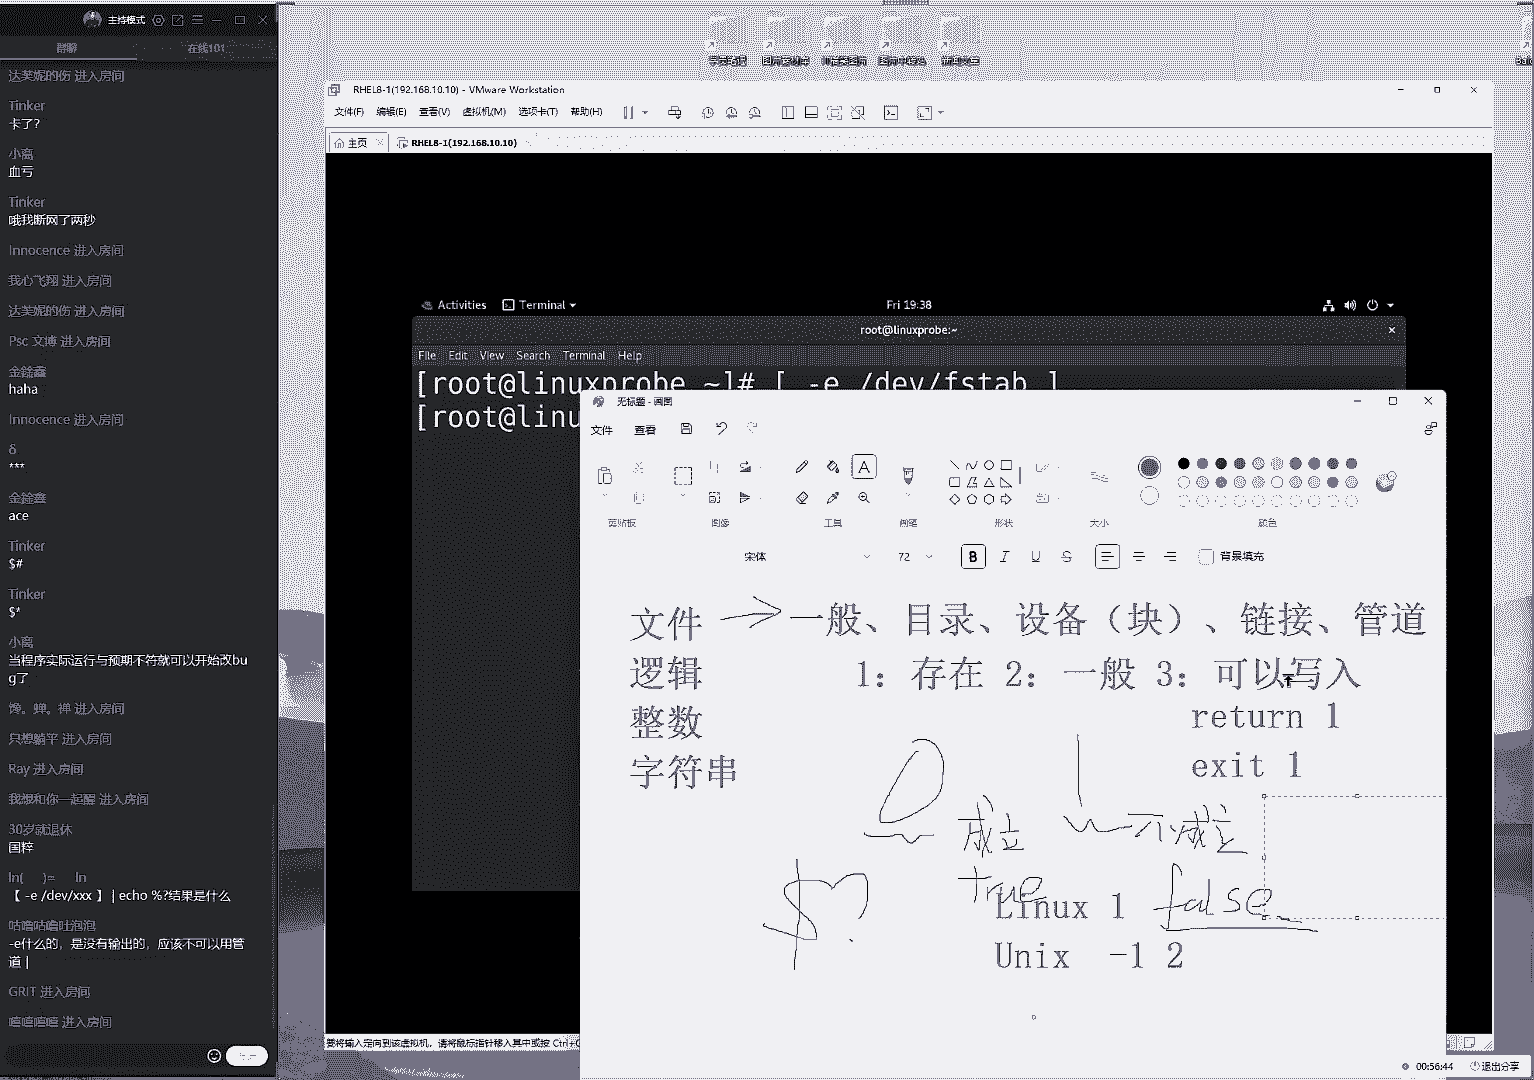 主持模式
群聊
在线101
达芙妮的伤 进入房间
Tinker
卡了?
小离
血亏
Tinker
哦我断网了两秒
Innocence 进入房间
我心飞翔 进入房间
达芙妮的伤 进入房间
Psc 文博 进入房间
haha
Innocence 进入房间
δ
***
ace
Tinker
$#
Tinker
$*
小离
当程序实际运行与预期不符就可以开始改bu
g了
馋。蝉。禅 进入房间
只想躺平 进入房间
Ray 进入房间
我想和你一起醒 进入房间
30岁就退休
国粹
ln( )= ln
【 -e /dev/xxx 】 | echo %?结果是什么
咕噜咕噜吐泡泡
-e什么的，是没有输出的，应该不可以用管
道 |
GRIT 进入房间
嘻嘻嘻嘻 进入房间
RHEL8-1(192.168.10.10) - VMware Workstation
文件(F) 编辑(E) 查看(V) 虚拟机(M) 选项卡(T) 帮助(H)
主页 RHEL8-1(192.168.10.10)
Activities Terminal Fri 19:38
root@linuxprobe:~
File Edit View Search Terminal Help
[root@linuxprobe ~]# [ -e /dev/fstab ]
[root@linu
无标题 - 画图
文件 查看
剪贴板 图像 工具 画笔 形状 大小 颜色
宋体 72 B I U S 背景填充
文件 一般、目录、设备（块）、链接、管道
逻辑 1: 存在 2: 一般 3: 可以写入
整数 return 1
字符串 exit 1
0 1
成立 不成立
$? true false
Linux 1
Unix -1 2
要将输入定向到该虚拟机，请将鼠标指针移入其中或按 Ctrl+G
00:56:44 退出分享